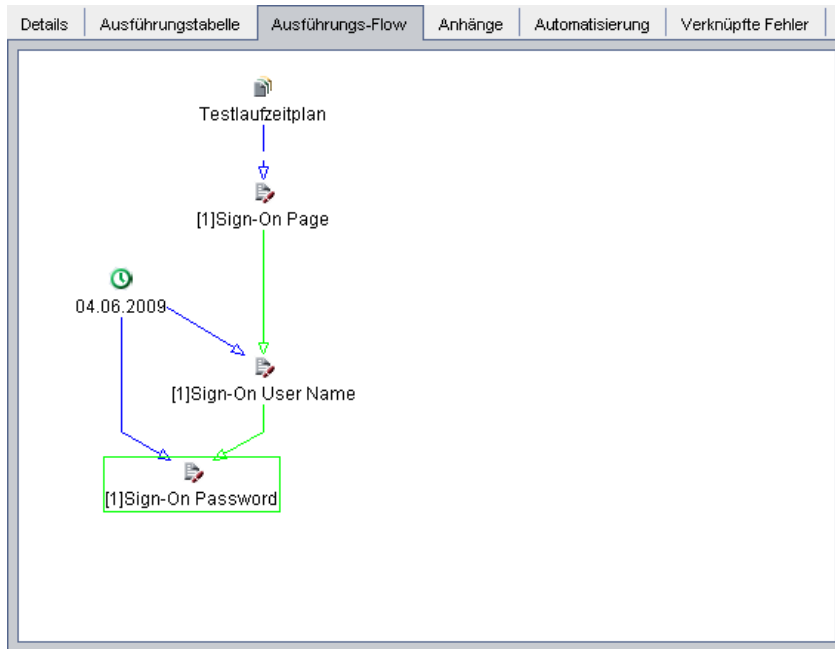 Details
Ausführungstabelle
Ausführungs-Flow
Anhänge
Automatisierung
Verknüpfte Fehler
Testlaufzeitplan
[1]Sign-On Page
04.06.2009
[1]Sign-On User Name
[1]Sign-On Password